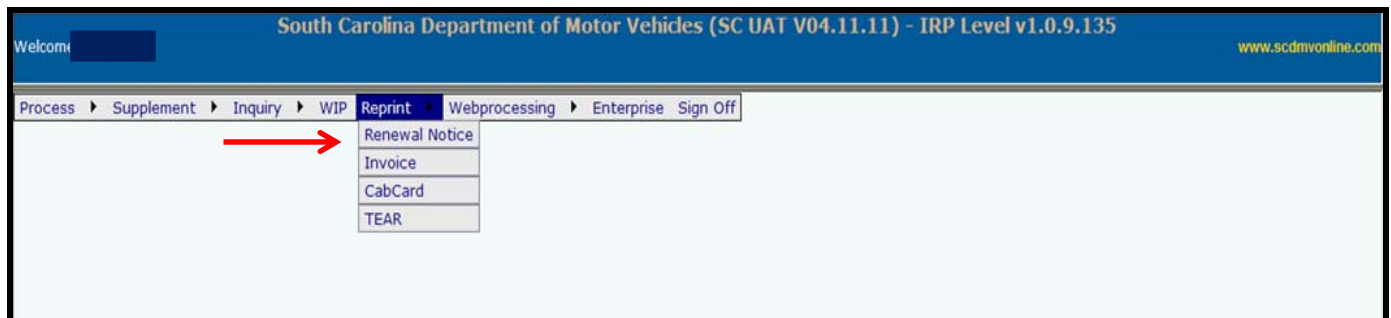 South Carolina Department of Motor Vehicles (SC UAT V04.11.11) - IRP Level v1.0.9.135
Welcome
www.scdmvonline.com
Process Supplement Inquiry WIP Reprint Webprocessing Enterprise Sign Off
Renewal Notice
Invoice
CabCard
TEAR